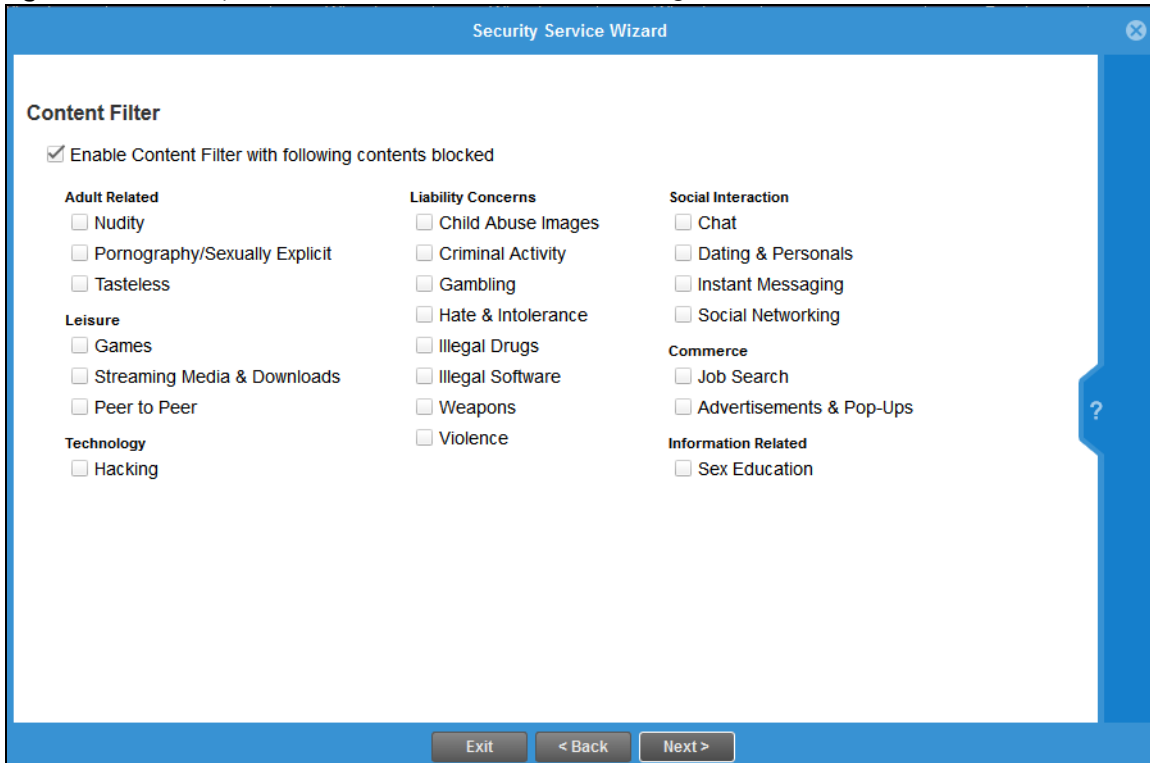 Security Service Wizard
Content Filter
Enable Content Filter with following contents blocked
Adult Related
Nudity
Pornography/Sexually Explicit
Tasteless
Leisure
Games
Streaming Media & Downloads
Peer to Peer
Technology
Hacking
Liability Concerns
Child Abuse Images
Criminal Activity
Gambling
Hate & Intolerance
Illegal Drugs
Illegal Software
Weapons
Violence
Social Interaction
Chat
Dating & Personals
Instant Messaging
Social Networking
Commerce
Job Search
Advertisements & Pop-Ups
Information Related
Sex Education
?
Exit
< Back
Next >